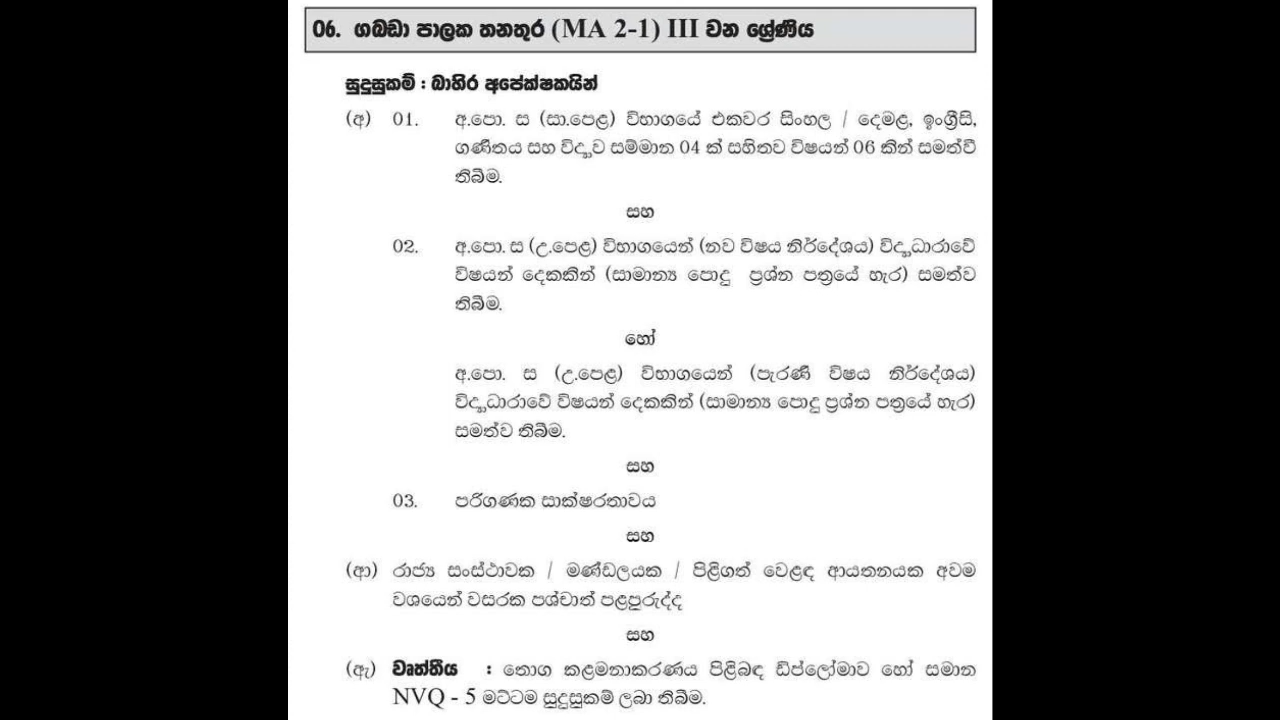 06. ගබඩා පාලක තනතුර (MA 2-1) III වන ශ්‍රේණිය
සුදුසුකම් : බාහිර අපේක්ෂකයින්
(අ) 01. අ.පො. ස (සා.පෙළ) විභාගයේ එකවර සිංහල / දෙමළ, ඉංග්‍රීසි,
ගණිතය සහ විද්‍යාව සම්මාන 04 ක් සහිතව විෂයන් 06 කින් සමත්වී
තිබීම.
සහ
02. අ.පො. ස (උ.පෙළ) විභාගයෙන් (නව විෂය නිර්දේශය) විද්‍යාධාරාවේ
විෂයන් දෙකකින් (සාමාන්‍ය පොදු ප්‍රශ්න පත්‍රයේ හැර) සමත්ව
තිබීම.
හෝ
අ.පො. ස (උ.පෙළ) විභාගයෙන් (පැරණි විෂය නිර්දේශය)
විද්‍යාධාරාවේ විෂයන් දෙකකින් (සාමාන්‍ය පොදු ප්‍රශ්න පත්‍රයේ හැර)
සමත්ව තිබීම.
සහ
03. පරිගණක සාක්ෂරතාවය
සහ
(ආ) රාජ්‍ය සංස්ථාවක / මණ්ඩලයක / පිළිගත් වෙළඳ ආයතනයක අවම
වශයෙන් වසරක පශ්චාත් පළපුරුද්ද
සහ
(ඇ) වෘත්තීය : තොග කළමනාකරණය පිළිබඳ ඩිප්ලෝමාව හෝ සමාන
NVQ - 5 මට්ටම සුදුසුකම් ලබා තිබීම.